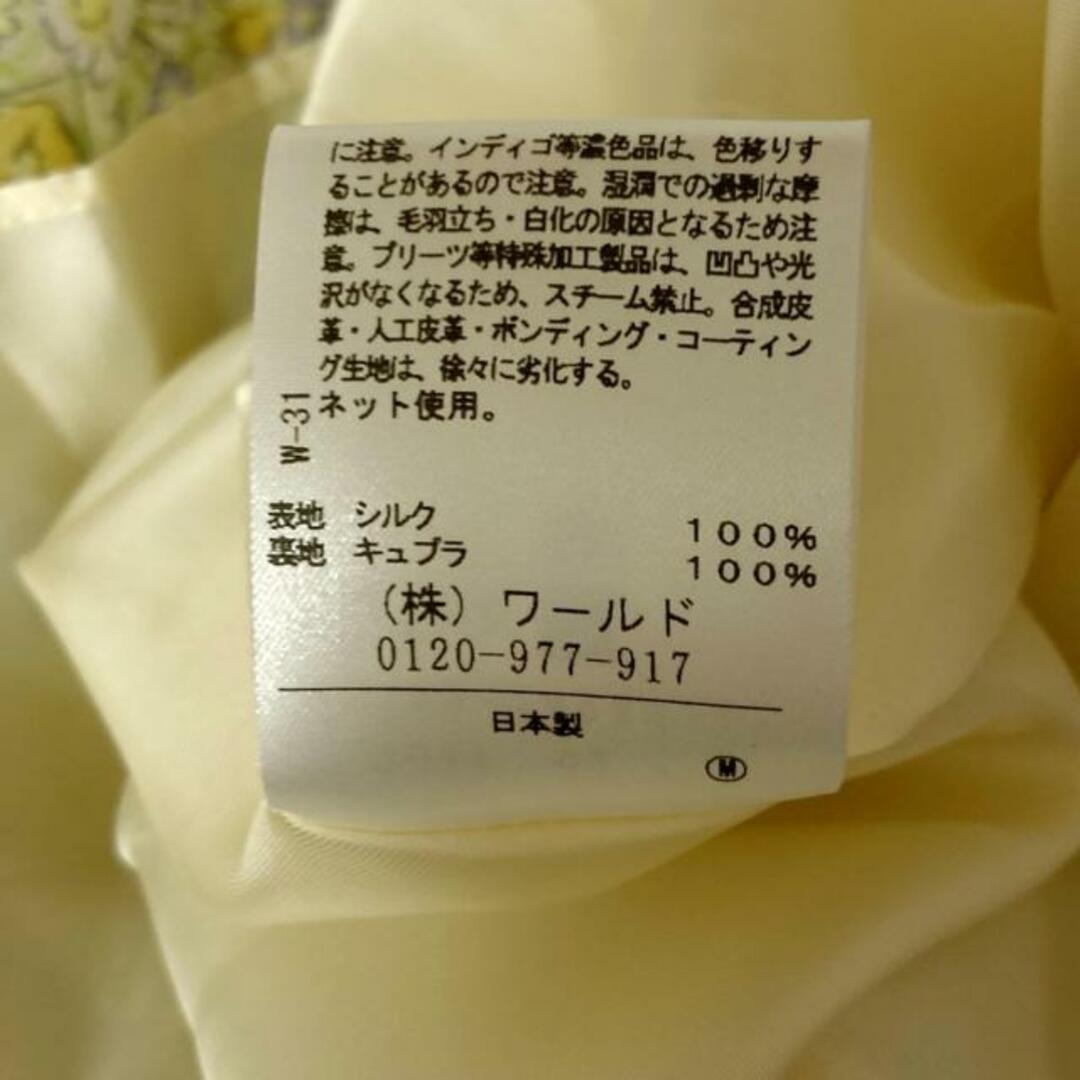 に注意。インディゴ等濃色品は、色移りす
ることがあるので注意。湿潤での過剰な摩
擦は、毛羽立ち・白化の原因となるため注
意。プリーツ等特殊加工製品は、凹凸や光
沢がなくなるため、スチーム禁止。合成皮
革・人工皮革・ボンディング・コーティン
グ生地は、徐々に劣化する。
ネット使用。
W-31
表地 シルク 100%
裏地 キュプラ 100%
(株) ワールド
0120-977-917
日本製
M